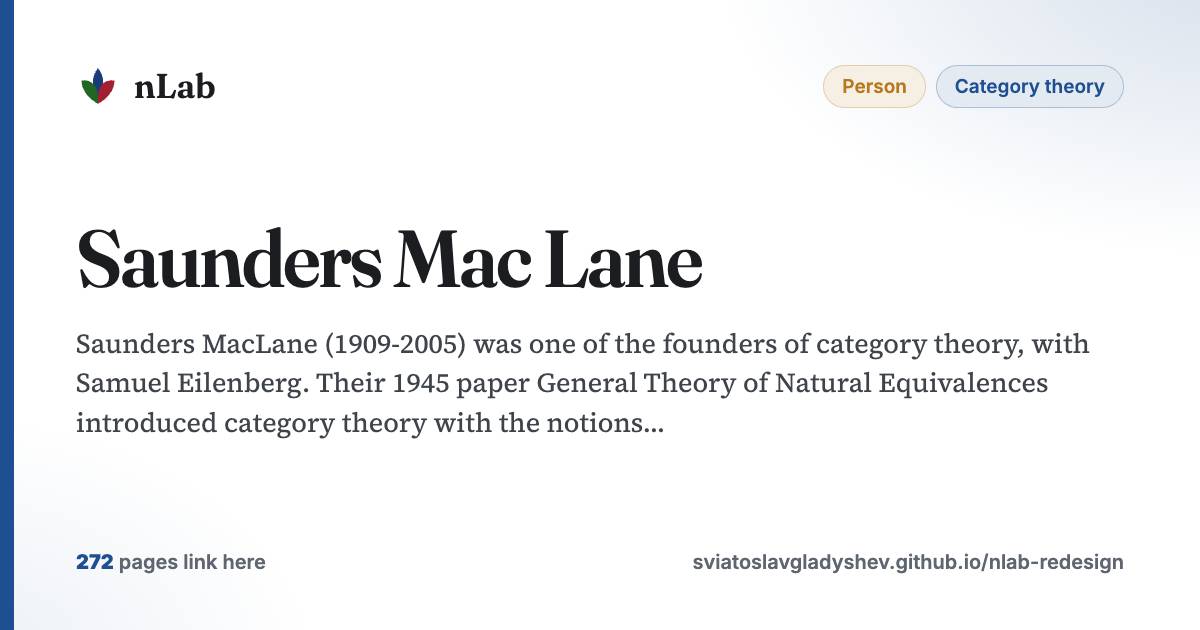 nLab
Person
Category theory
Saunders Mac Lane
Saunders MacLane (1909-2005) was one of the founders of category theory, with
Samuel Eilenberg. Their 1945 paper General Theory of Natural Equivalences
introduced category theory with the notions...
272 pages link here
sviatoslavgladyshev.github.io/nlab-redesign